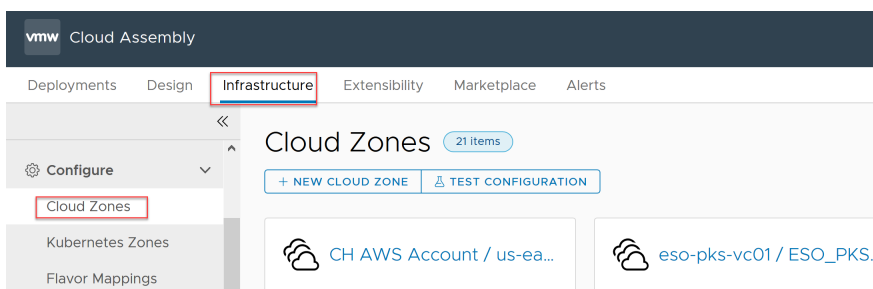 vmw Cloud Assembly
Deployments Design Infrastructure Extensibility Marketplace Alerts
Configure
Cloud Zones
Kubernetes Zones
Flavor Mappings
Cloud Zones 21 items
+ NEW CLOUD ZONE TEST CONFIGURATION
CH AWS Account / us-ea... eso-pks-vc01 / ESO_PKS.